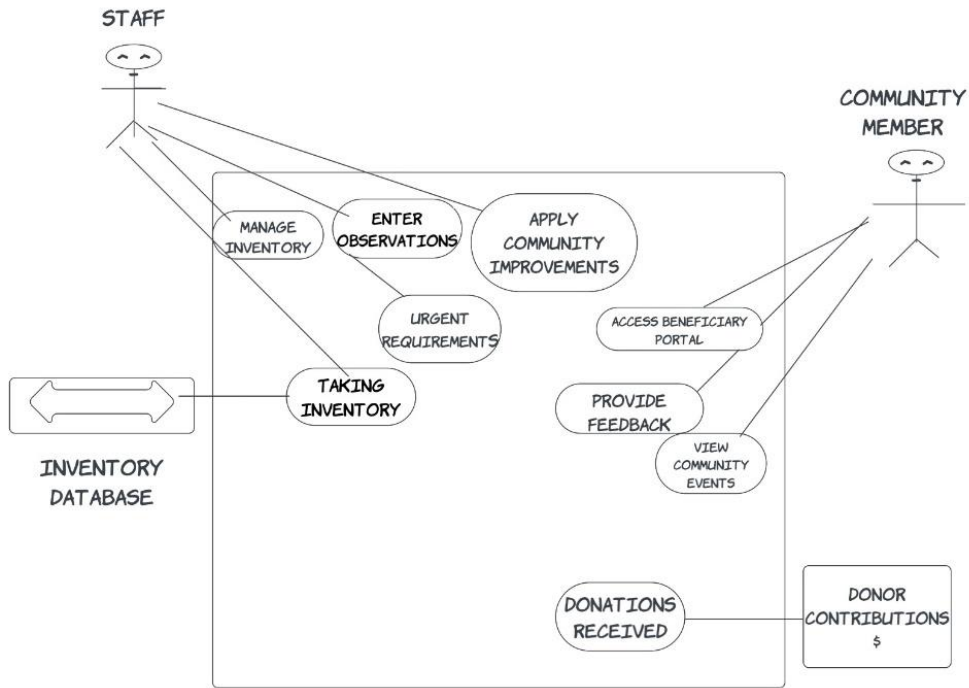 STAFF
COMMUNITY
MEMBER
MANAGE
INVENTORY
ENTER
OBSERVATIONS
APPLY
COMMUNITY
IMPROVEMENTS
URGENT
REQUIREMENTS
ACCESS BENEFICIARY
PORTAL
TAKING
INVENTORY
PROVIDE
FEEDBACK
VIEW
COMMUNITY
EVENTS
INVENTORY
DATABASE
DONATIONS
RECEIVED
DONOR
CONTRIBUTIONS
$